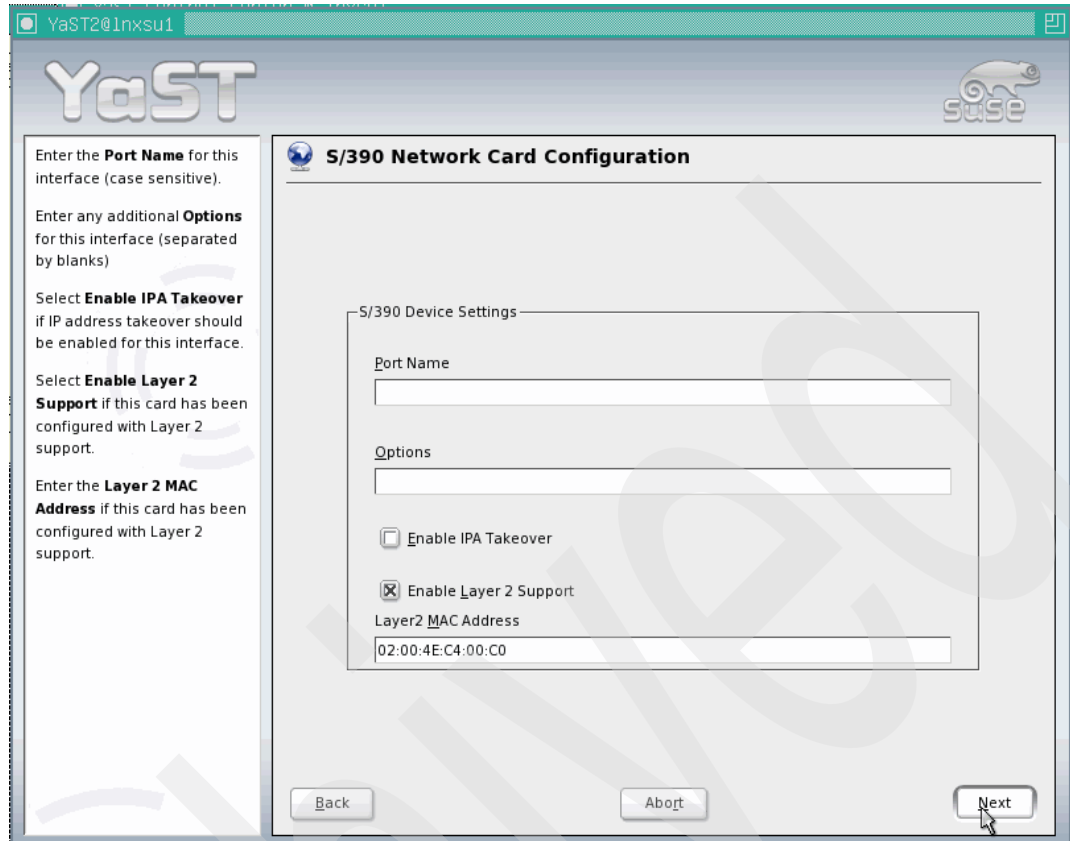 YaST2@lnxsu1
YaST
suse
Enter the Port Name for this
interface (case sensitive).
Enter any additional Options
for this interface (separated
by blanks)
Select Enable IPA Takeover
if IP address takeover should
be enabled for this interface.
Select Enable Layer 2
Support if this card has been
configured with Layer 2
support.
Enter the Layer 2 MAC
Address if this card has been
configured with Layer 2
support.
S/390 Network Card Configuration
S/390 Device Settings
Port Name
Options
Enable IPA Takeover
Enable Layer 2 Support
Layer2 MAC Address
02:00:4E:C4:00:C0
Back
Abort
Next